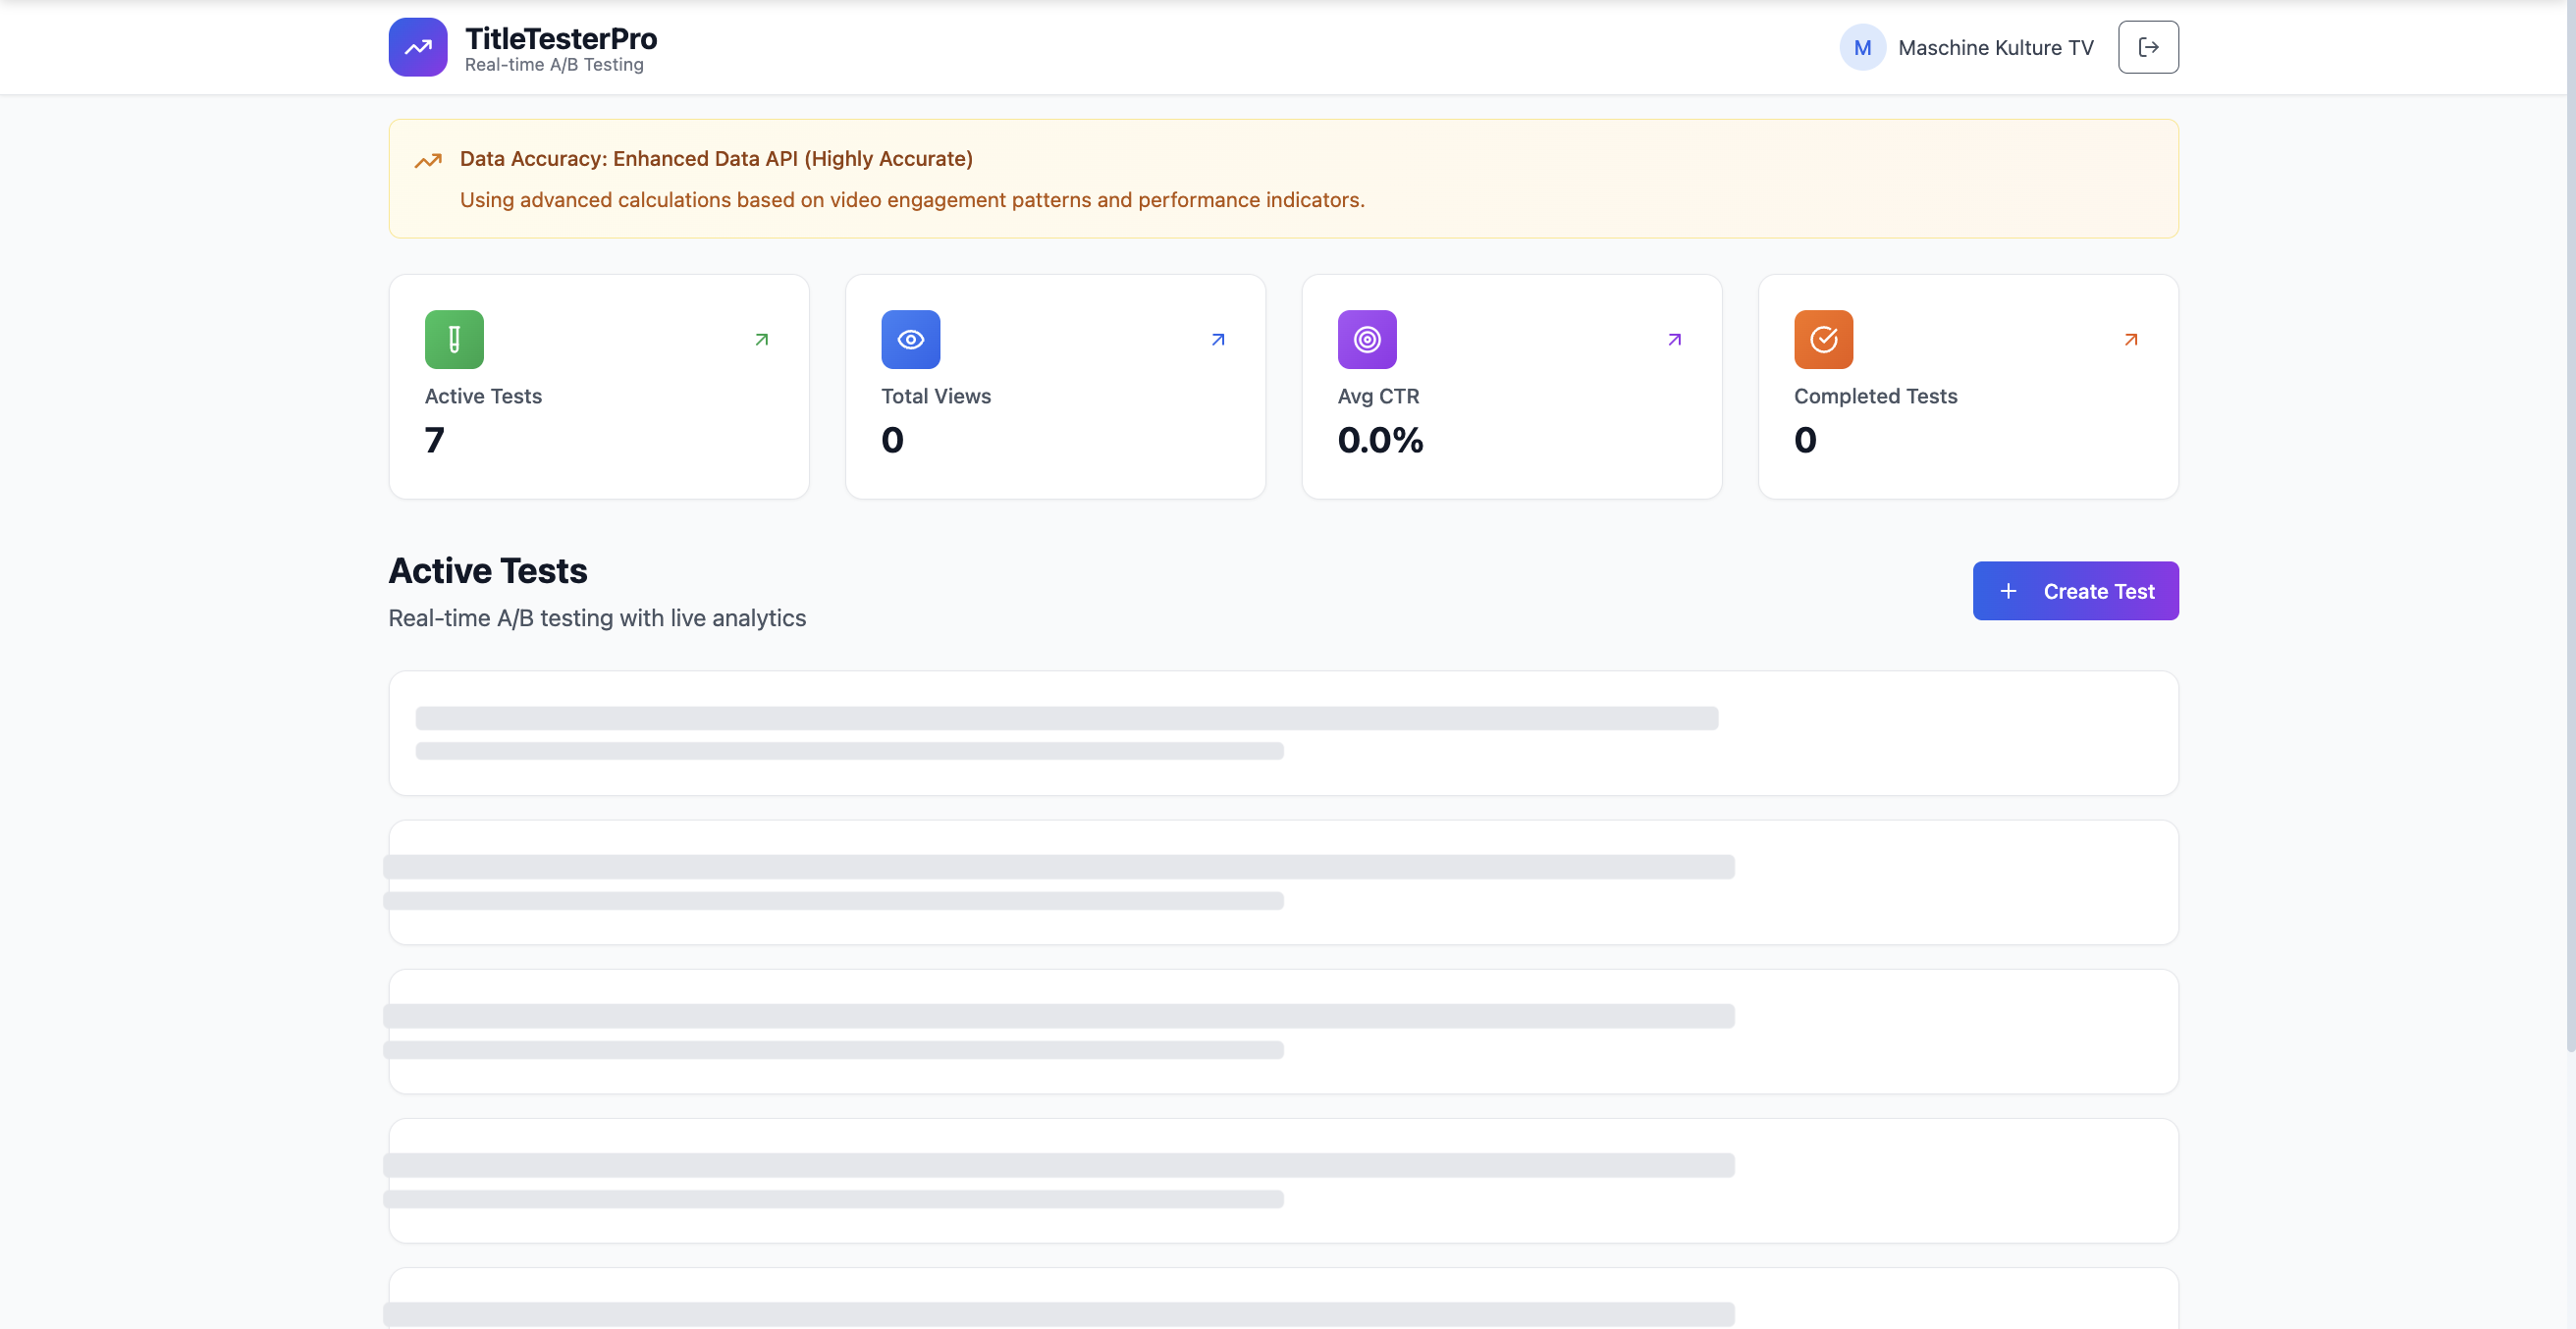 TitleTesterPro
Real-time A/B Testing
M
Maschine Kulture TV
Data Accuracy: Enhanced Data API (Highly Accurate)
Using advanced calculations based on video engagement patterns and performance indicators.
Active Tests
7
Total Views
0
Avg CTR
0.0%
Completed Tests
0
Active Tests
Real-time A/B testing with live analytics
Create Test